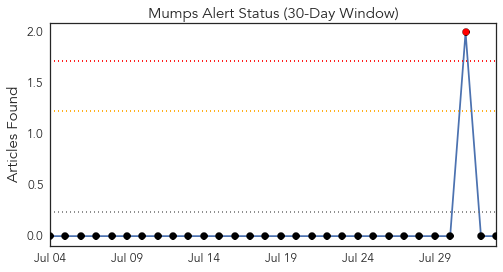 Mumps Alert Status (30-Day Window)
Articles Found
2.0
1.5
1.0
0.5
0.0
Jul 04 Jul 09 Jul 14 Jul 19 Jul 24 Jul 29